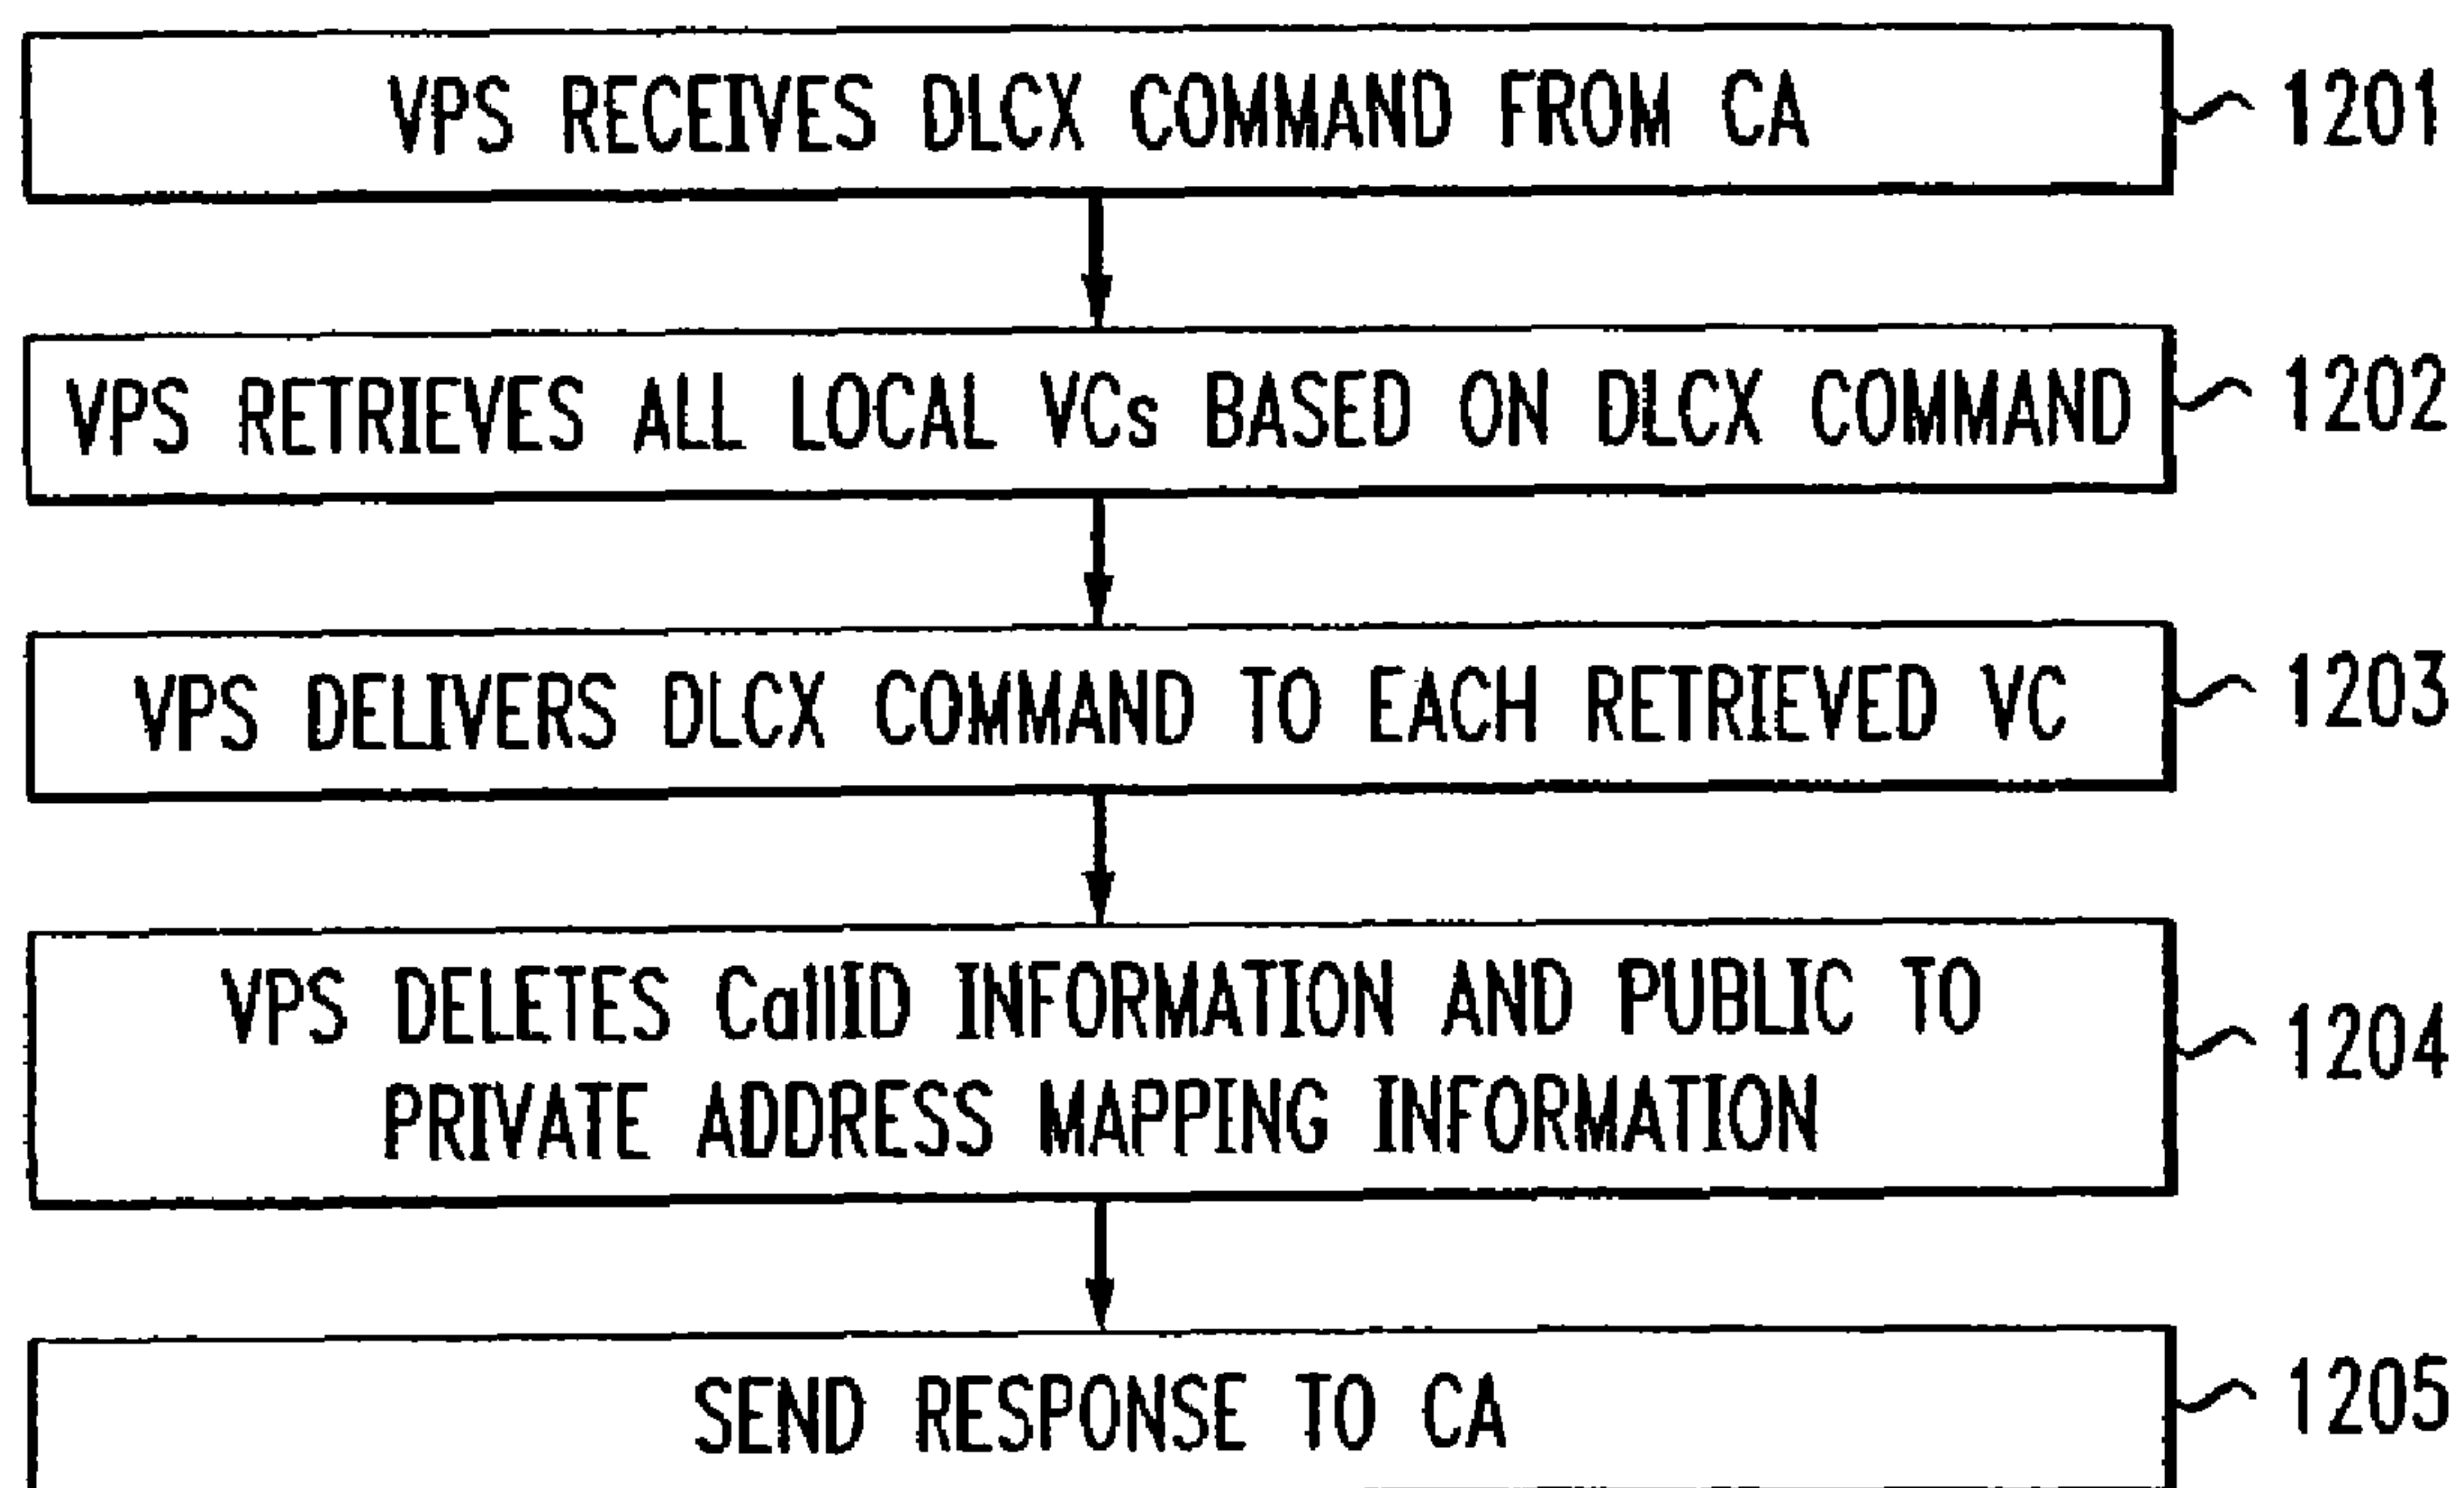 VPS RECEIVES DLCX COMMAND FROM CA
1201
VPS RETRIEVES ALL LOCAL VCs BASED ON DLCX COMMAND
1202
VPS DELIVERS DLCX COMMAND TO EACH RETRIEVED VC
1203
VPS DELETES CallID INFORMATION AND PUBLIC TO
PRIVATE ADDRESS MAPPING INFORMATION
1204
SEND RESPONSE TO CA
1205